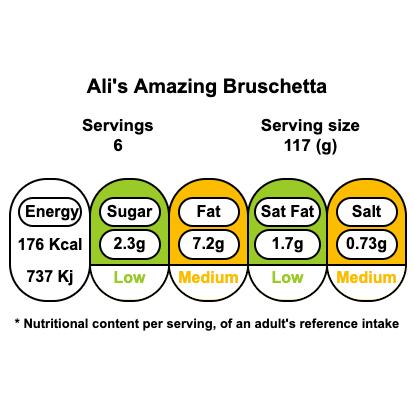 Ali's Amazing Bruschetta
Servings
6
Serving size
117 (g)
Energy
176 Kcal
737 Kj
Sugar
2.3g
Low
Fat
7.2g
Medium
Sat Fat
1.7g
Low
Salt
0.73g
Medium
* Nutritional content per serving, of an adult's reference intake